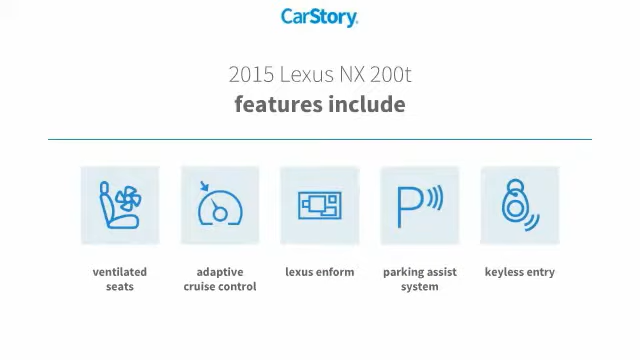 CarStory.
2015 Lexus NX 200t
features include
P
ventilated seats
adaptive cruise control
lexus enform
parking assist system
keyless entry